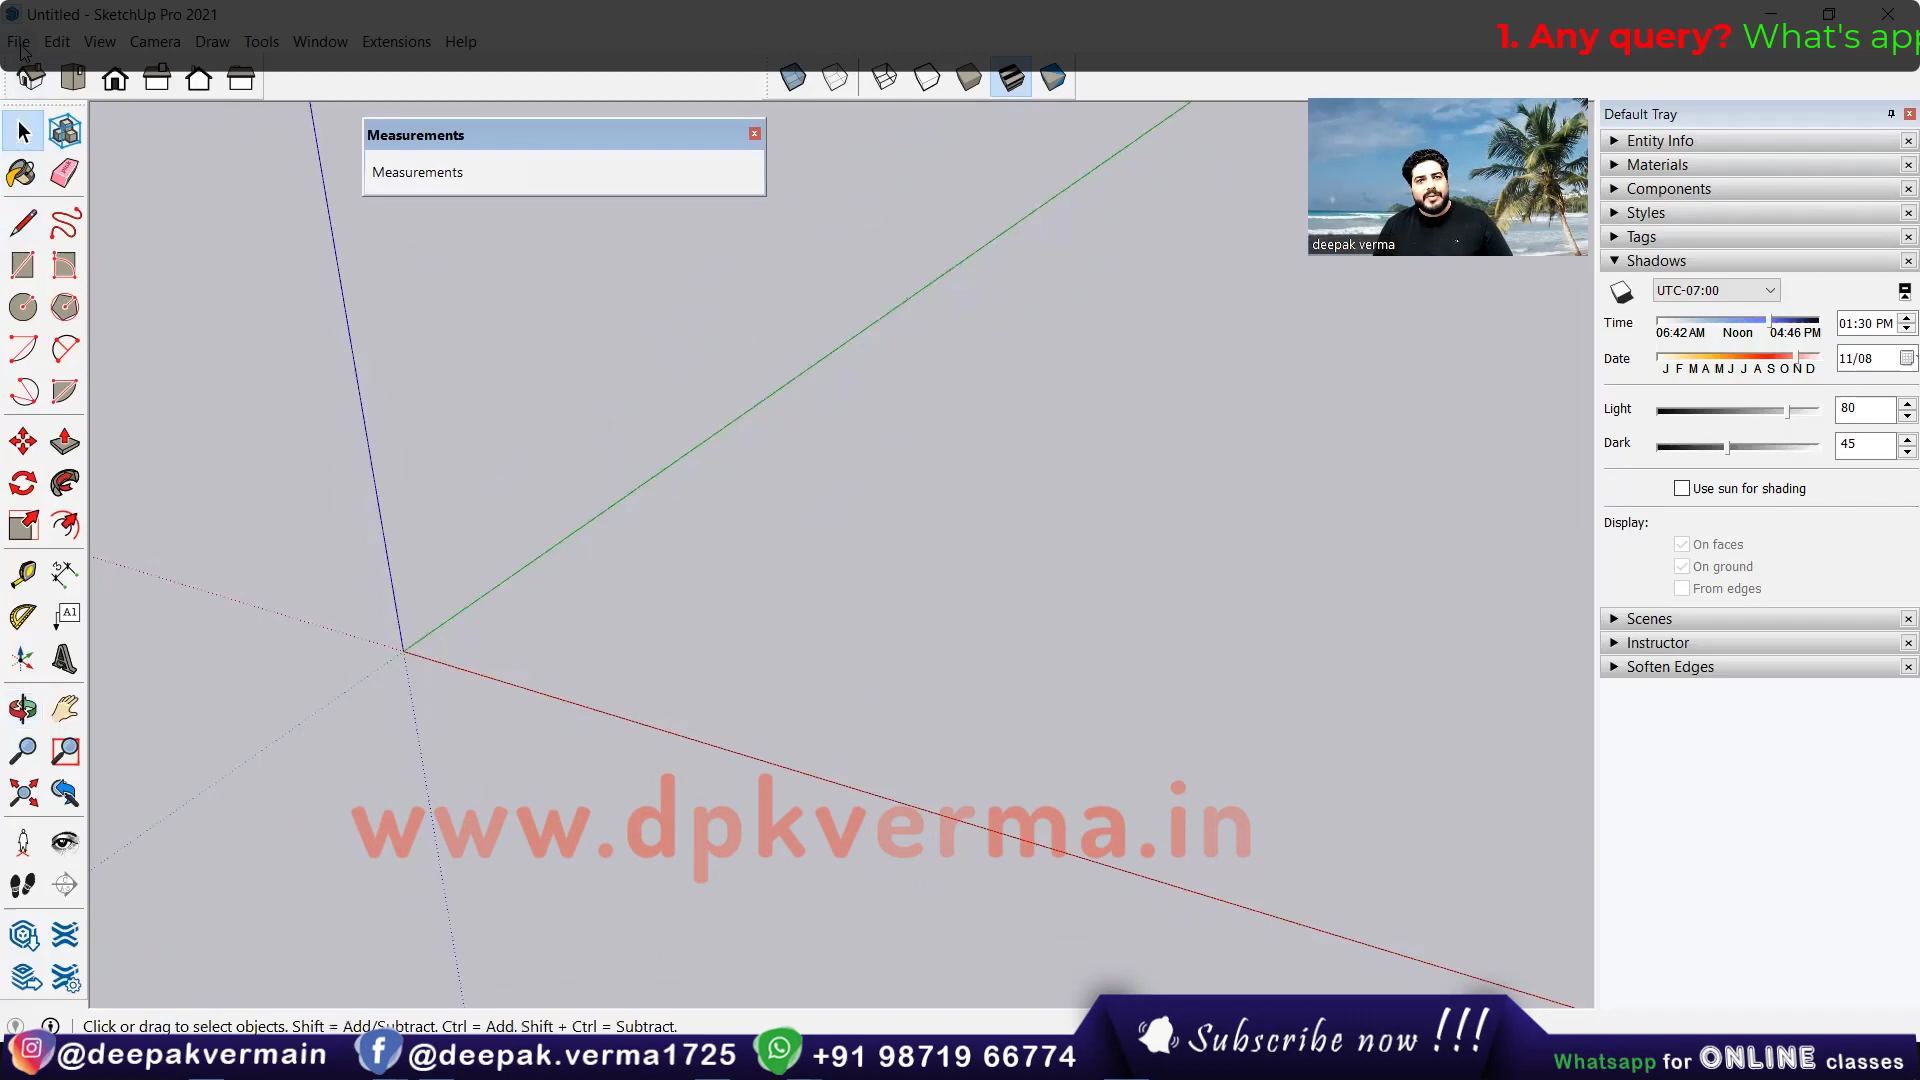 Untitled - SketchUp Pro 2021
File Edit View Camera Draw Tools Window Extensions Help
1. Any query? What's app
Measurements
Measurements
deepak verma
Default Tray
Entity Info
Materials
Components
Styles
Tags
Shadows
UTC-07:00
Time 06:42 AM Noon 04:46 PM 01:30 PM
Date J F M A M J J A S O N D 11/08
Light 80
Dark 45
Use sun for shading
Display:
On faces
On ground
From edges
Scenes
Instructor
Soften Edges
A1
www.dpkverma.in
Click or drag to select objects. Shift = Add/Subtract. Ctrl = Add. Shift + Ctrl = Subtract.
@deepakvermain @deepak.verma1725 +91 98719 66774
Subscribe now !!!
Whatsapp for ONLINE classes